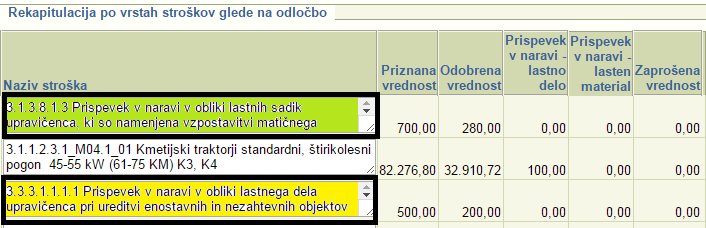 Rekapitulacija po vrstah stroškov glede na odločbo
Naziv stroška
Priznana vrednost
Odobrena vrednost
Prispevek v naravi - lastno delo
Prispevek v naravi - lasten material
Zaprošena vrednost
3.1.3 8.1.3 Prispevek v naravi v obliki lastnih sadik
upravičenca, ki so namenjena vzpostavitvi matičnega
700,00 280,00 0,00 0,00 0,00
3.1.1.2.3.1_M04.1_01 Kmetijski traktorji standardni, štirikolesni
pogon 45-55 kW (61-75 KM) K3, K4
82.276,80 32.910,72 100,00 0,00 0,00
3.3.3.1.1.1.1 Prispevek v naravi v obliki lastnega dela
upravičenca pri ureditvi enostavnih in nezahtevnih objektov
500,00 200,00 0,00 0,00 0,00